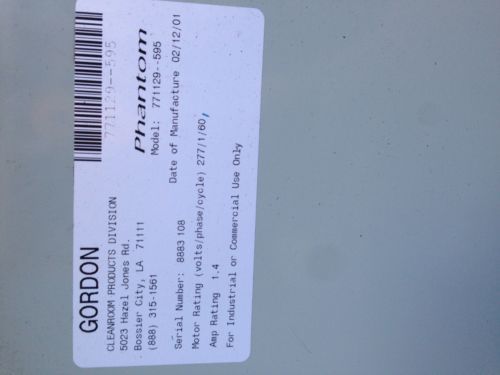 GORDON
CLEANROOM PRODUCTS DIVISION
5023 Hazel Jones Rd.
Bossier City, LA 71111
(888) 315-1561
771129--595
Phantom
Model: 771129--595
Date of Manufacture 02/12/01
Serial Number: 8883 108
Motor Rating (volts/phase/cycle) 277/1/60,
Amp Rating 1.4
For Industrial or Commercial Use Only